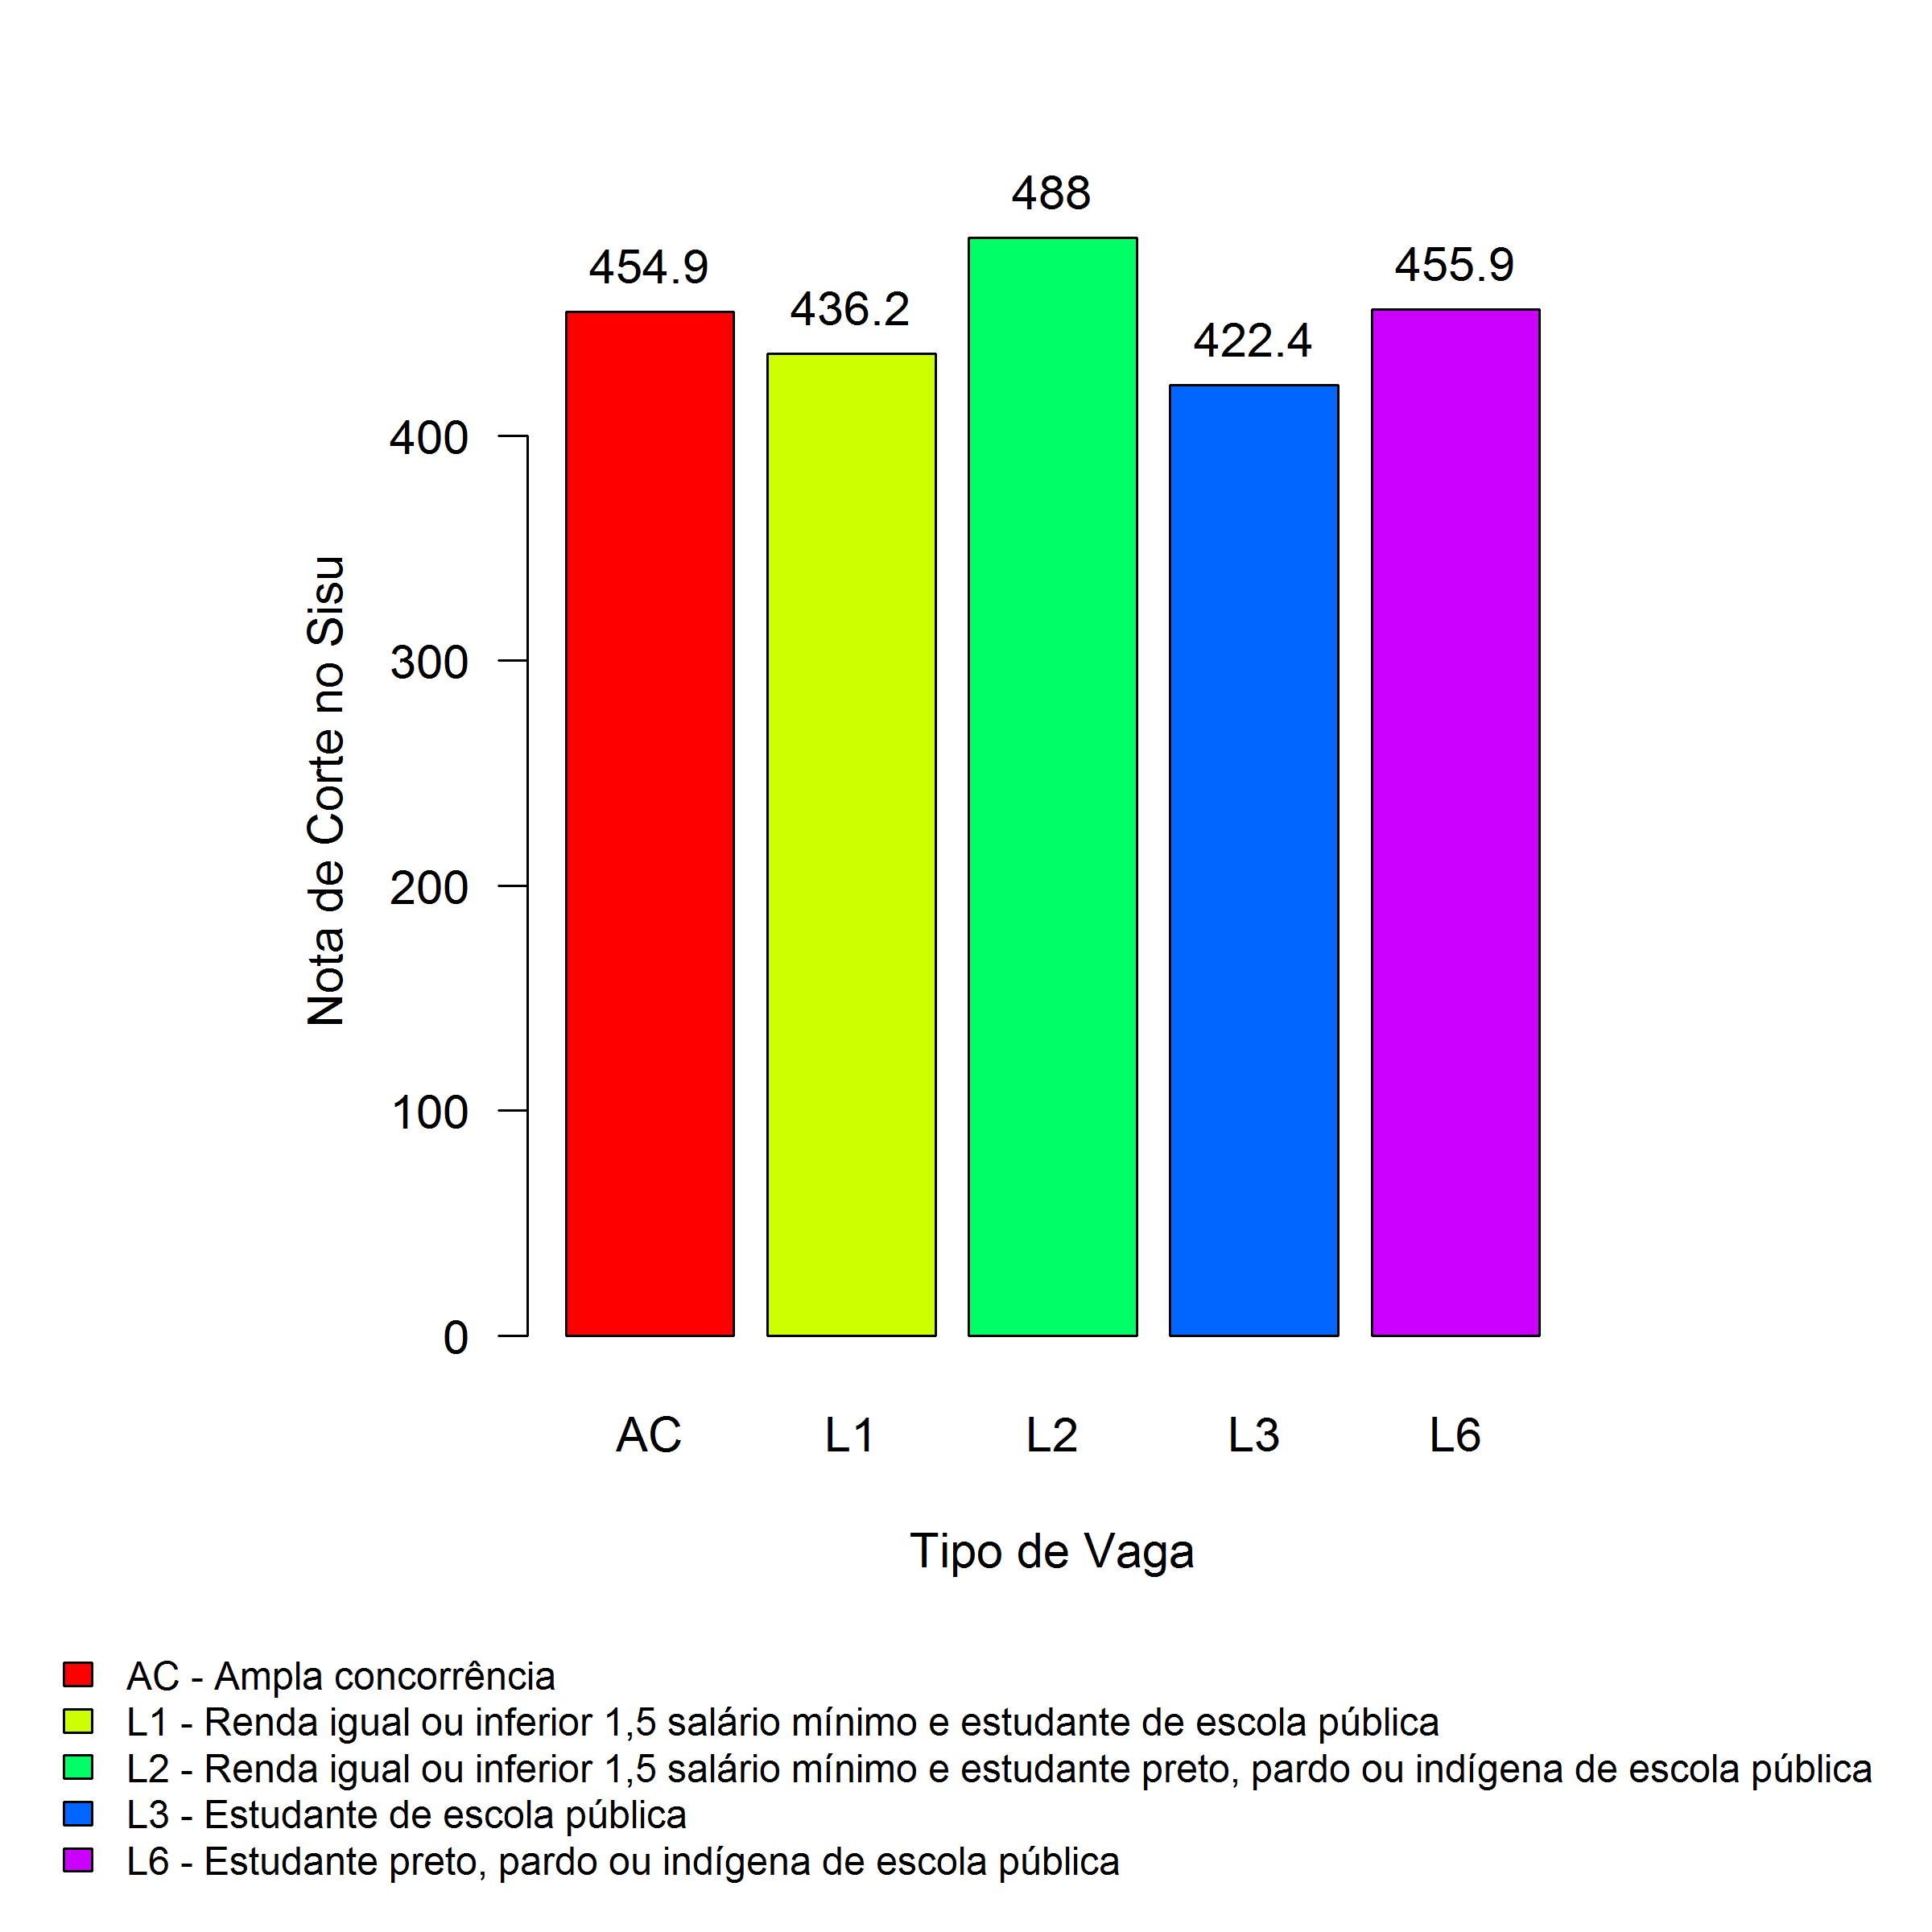 488
454.9
455.9
436.2
422.4
400
300
200
100
0
Nota de Corte no Sisu
AC L1 L2 L3 L6
Tipo de Vaga
AC - Ampla concorrência
L1 - Renda igual ou inferior 1,5 salário mínimo e estudante de escola pública
L2 - Renda igual ou inferior 1,5 salário mínimo e estudante preto, pardo ou indígena de escola pública
L3 - Estudante de escola pública
L6 - Estudante preto, pardo ou indígena de escola pública